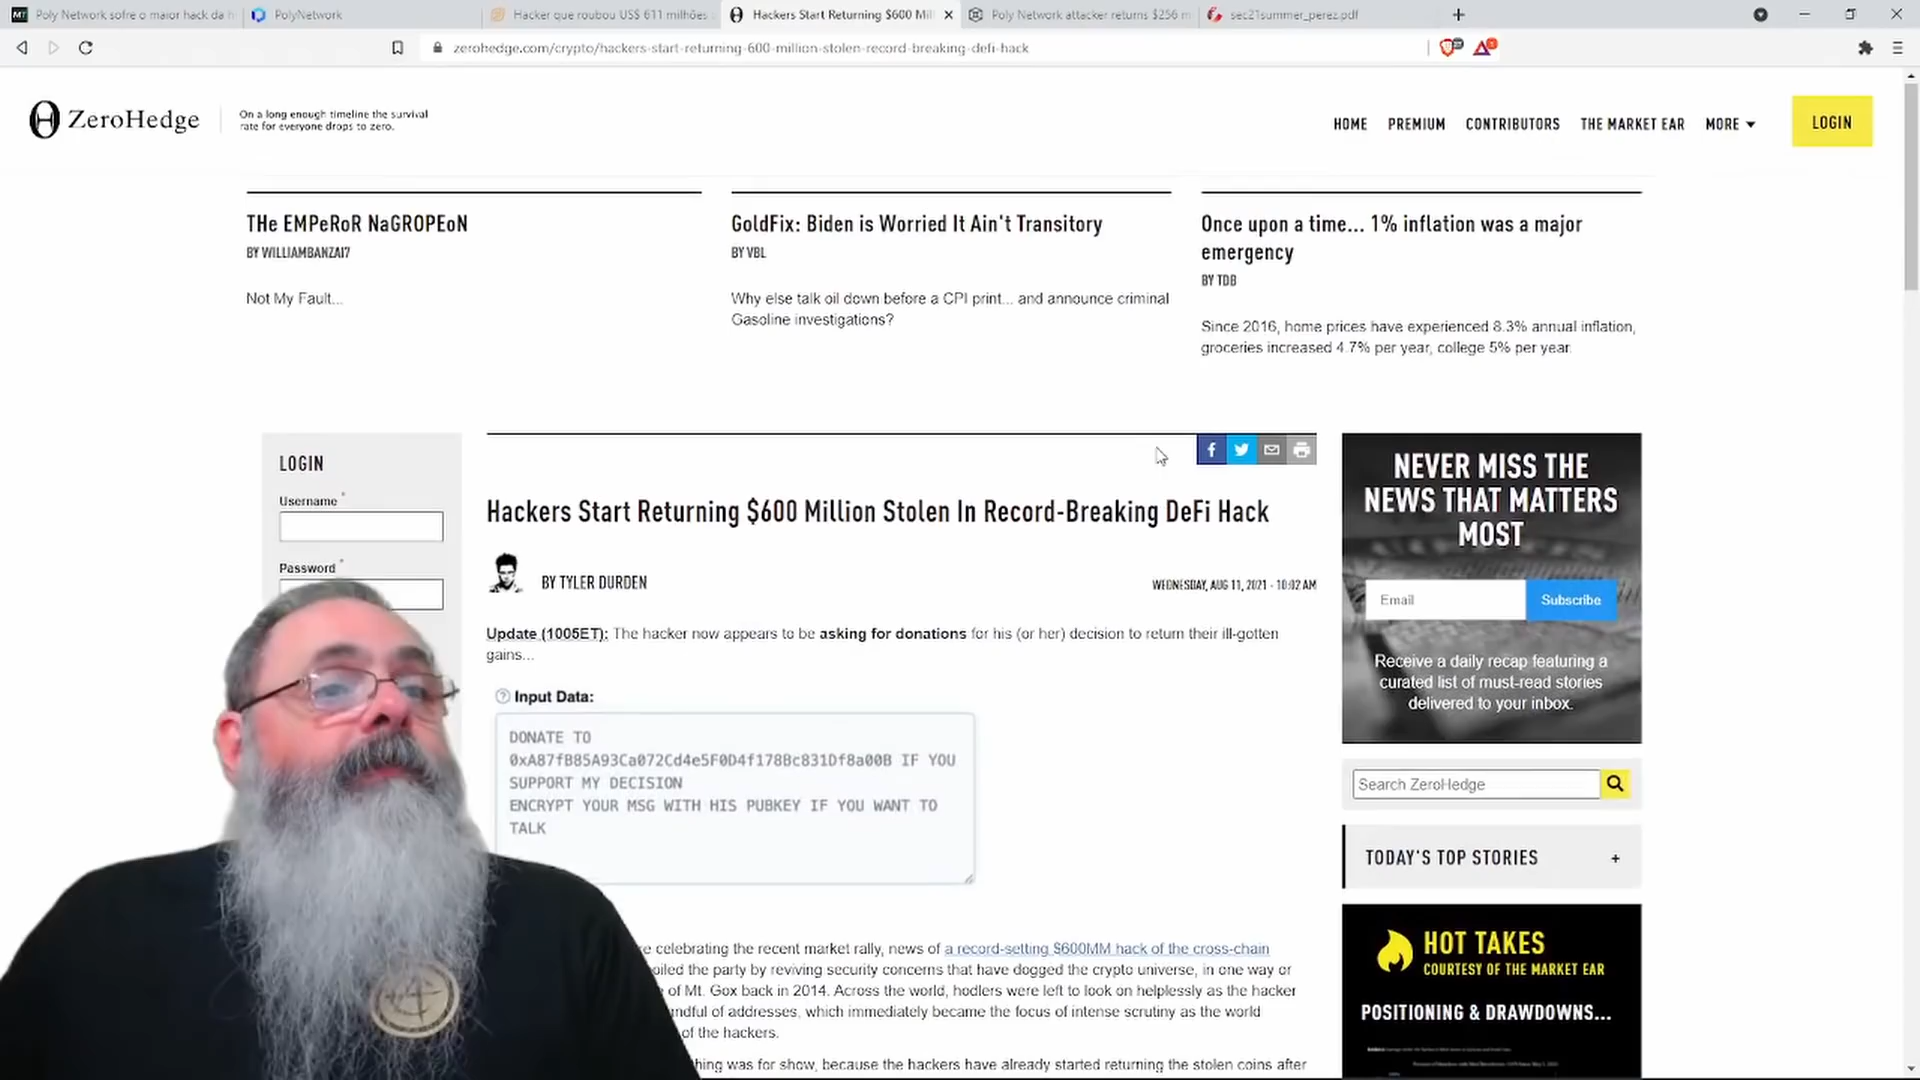 Poly Network sofre o maior hack da h
PolyNetwork
Hacker que roubou US$ 611 milhões
Hackers Start Returning $600 Mill
Poly Network attacker returns $256 m
sec21summer_perez.pdf
zerohedge.com/crypto/hackers-start-returning-600-million-stolen-record-breaking-defi-hack
ZeroHedge
On a long enough timeline the survival
rate for everyone drops to zero.
HOME PREMIUM CONTRIBUTORS THE MARKET EAR MORE
LOGIN
THe EMPeRoR NaGROPEoN
BY WILLIAMBANZAI7
Not My Fault...
GoldFix: Biden is Worried It Ain't Transitory
BY VBL
Why else talk oil down before a CPI print... and announce criminal
Gasoline investigations?
Once upon a time... 1% inflation was a major
emergency
BY TDB
Since 2016, home prices have experienced 8.3% annual inflation,
groceries increased 4.7% per year, college 5% per year.
LOGIN
Username *
Password *
Hackers Start Returning $600 Million Stolen In Record-Breaking DeFi Hack
BY TYLER DURDEN
WEDNESDAY, AUG 11, 2021 - 10:02 AM
Update (1005ET): The hacker now appears to be asking for donations for his (or her) decision to return their ill-gotten
gains...
Input Data:
DONATE TO
0xA87fB85A93Ca072Cd4e5F0D4f178Bc831Df8a00B IF YOU
SUPPORT MY DECISION
ENCRYPT YOUR MSG WITH HIS PUBKEY IF YOU WANT TO
TALK
celebrating the recent market rally, news of a record-setting $600MM hack of the cross-chain
the party by reviving security concerns that have dogged the crypto universe, in one way or
of Mt. Gox back in 2014. Across the world, hodlers were left to look on helplessly as the hacker
of addresses, which immediately became the focus of intense scrutiny as the world
of the hackers.
was for show, because the hackers have already started returning the stolen coins after
NEVER MISS THE
NEWS THAT MATTERS
MOST
Email
Subscribe
Receive a daily recap featuring a
curated list of must-read stories
delivered to your inbox.
Search ZeroHedge
TODAY'S TOP STORIES +
HOT TAKES
COURTESY OF THE MARKET EAR
POSITIONING & DRAWDOWNS...